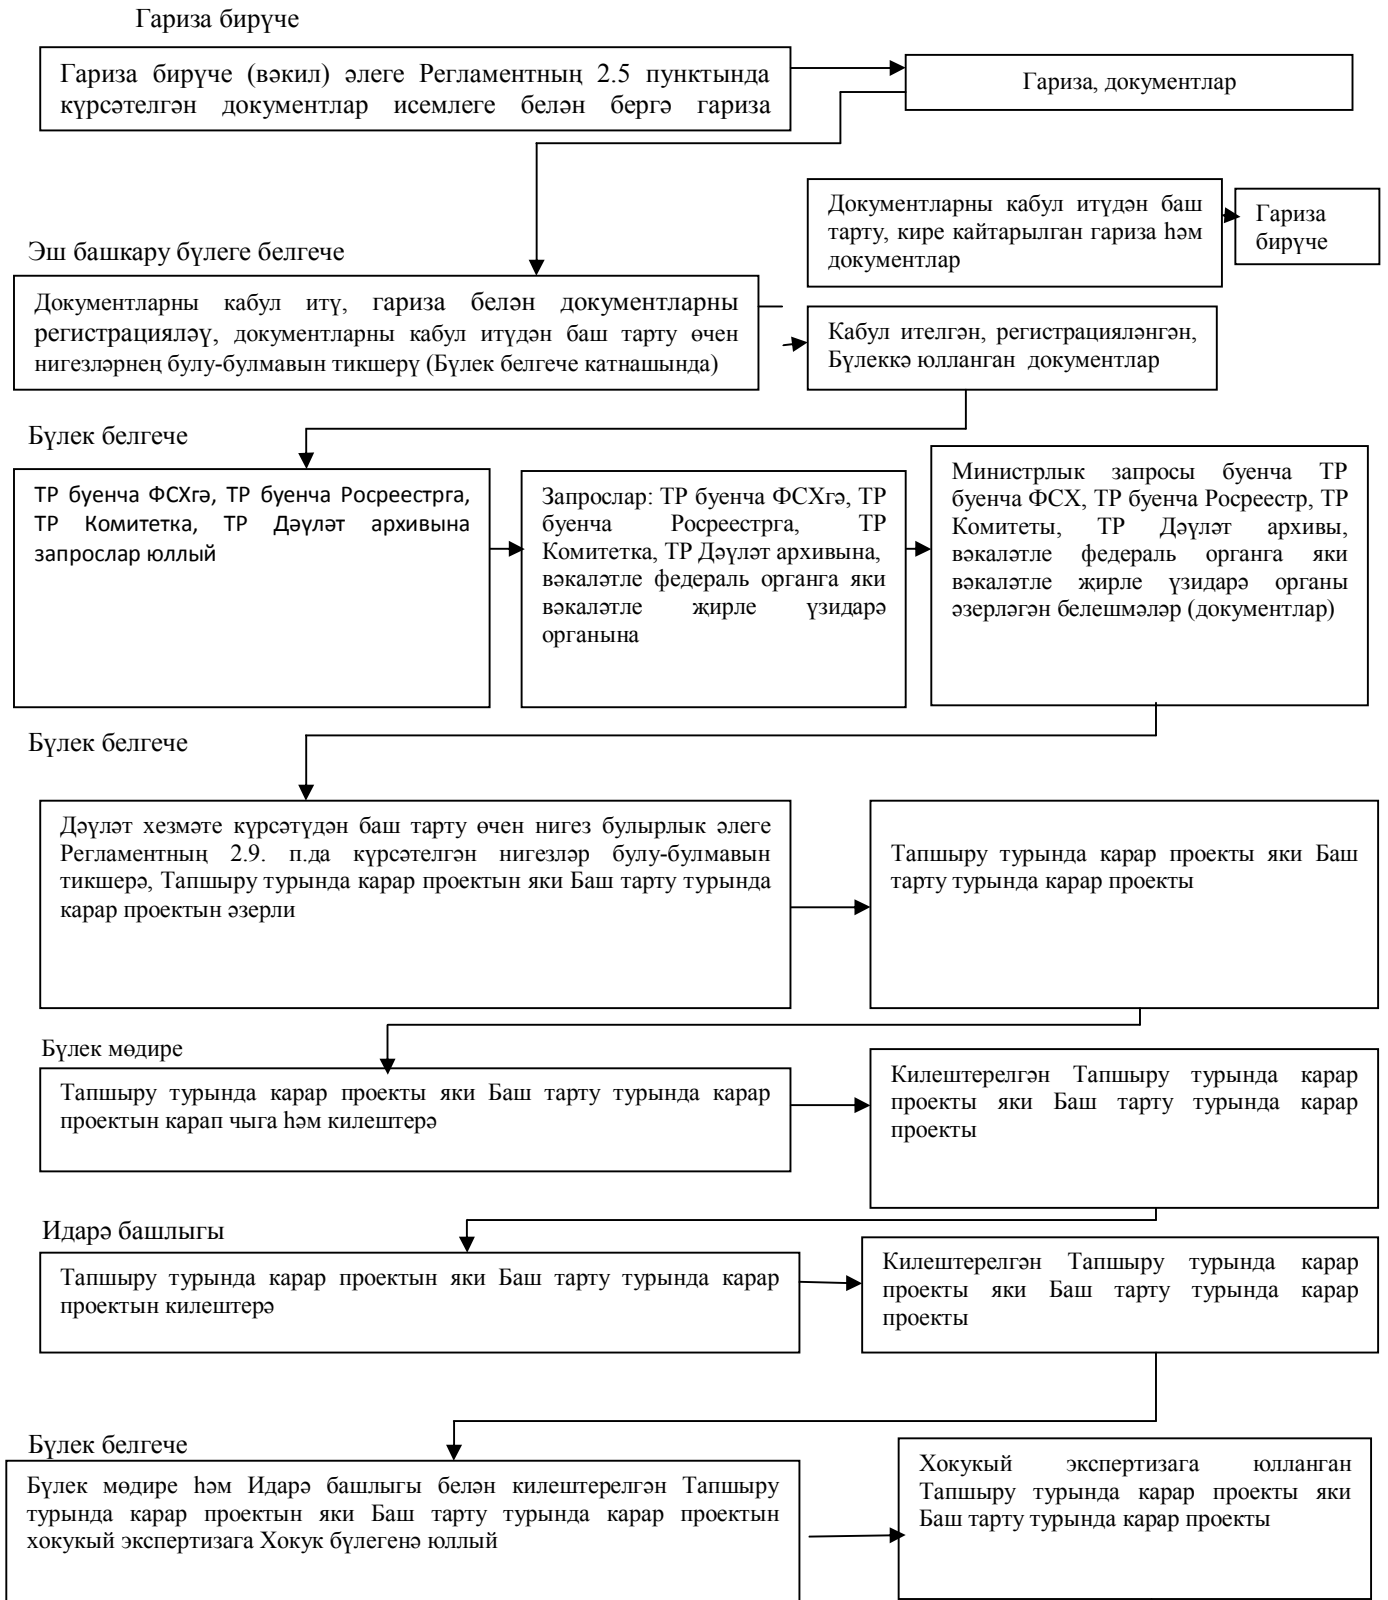 Гариза бирүче
Гариза бирүче (вәкил) әлеге Регламентның 2.5 пунктында
күрсәтелгән документлар исемлеге белән бергә гариза
Гариза, документлар
Документларны кабул итүдән баш
тарту, кире кайтарылган гариза һәм
документлар
Гариза
бирүче
Эш башкару бүлеге белгече
Документларны кабул итү, гариза белән документларны
регистрацияләү, документларны кабул итүдән баш тарту өчен
нигезләрнең булу-булмавын тикшерү (Бүлек белгече катнашында)
Кабул ителгән, регистрацияләнгән,
Бүлеккә юлланган документлар
Бүлек белгече
ТР буенча ФСХгә, ТР буенча Росреестрга,
ТР Комитетка, ТР Дәүләт архивына
запрослар юллый
Запрослар: ТР буенча ФСХгә, ТР
буенча Росреестрга, ТР
Комитетка, ТР Дәүләт архивына,
вәкаләтле федераль органга яки
вәкаләтле җирле үзидарә
органына
Министрлык запросы буенча ТР
буенча ФСХ, ТР буенча Росреестр, ТР
Комитеты, ТР Дәүләт архивы,
вәкаләтле федераль органга яки
вәкаләтле җирле үзидарә органы
әзерләгән белешмәләр (документлар)
Бүлек белгече
Дәүләт хезмәте күрсәтүдән баш тарту өчен нигез булырлык әлеге
Регламентның 2.9. п.да күрсәтелгән нигезләр булу-булмавын
тикшерә, Тапшыру турында карар проектын яки Баш тарту турында
карар проектын әзерли
Тапшыру турында карар проекты яки Баш
тарту турында карар проекты
Бүлек мөдире
Тапшыру турында карар проекты яки Баш тарту турында карар
проектын карап чыга һәм килештерә
Килештерелгән Тапшыру турында карар
проекты яки Баш тарту турында карар
проекты
Идарә башлыгы
Тапшыру турында карар проектын яки Баш тарту турында карар
проектын килештерә
Килештерелгән Тапшыру турында карар
проекты яки Баш тарту турында карар
проекты
Бүлек белгече
Бүлек мөдире һәм Идарә башлыгы белән килештерелгән Тапшыру
турында карар проектын яки Баш тарту турында карар проектын
хокукый экспертизага Хокук бүлегенә юллый
Хокукый экспертизага юлланган
Тапшыру турында карар проекты яки
Баш тарту турында карар проекты